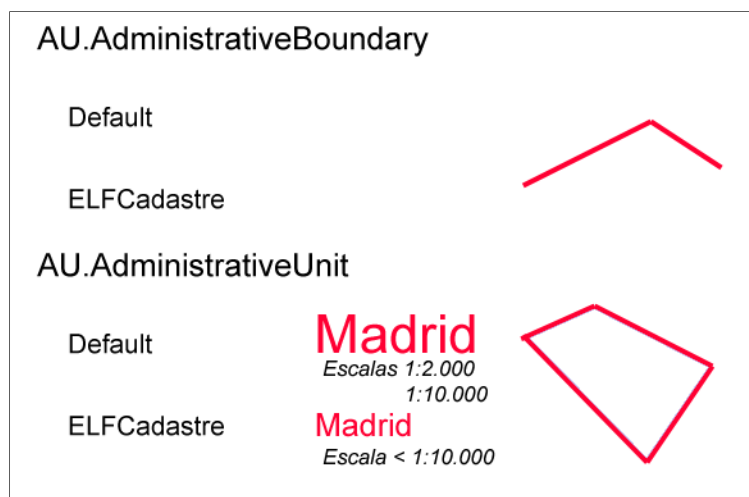 AU.AdministrativeBoundary
Default
ELFCadastre
AU.AdministrativeUnit
Default
Madrid
Escalas 1:2.000
1:10.000
ELFCadastre
Madrid
Escala < 1:10.000